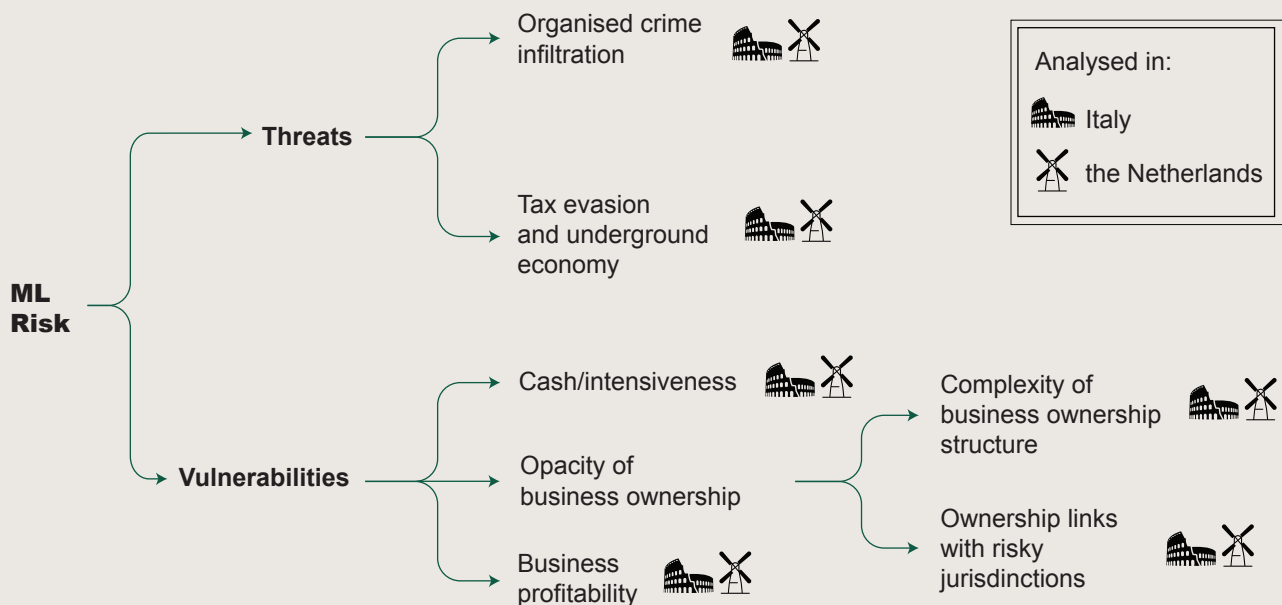 Organised crime
infiltration
Analysed in:
Italy
the Netherlands
Threats
Tax evasion
and underground
economy
ML
Risk
Cash/intensiveness
Complexity of
business ownership
structure
Vulnerabilities
Opacity of
business ownership
Ownership links
with risky
jurisdinctions
Business
profitability